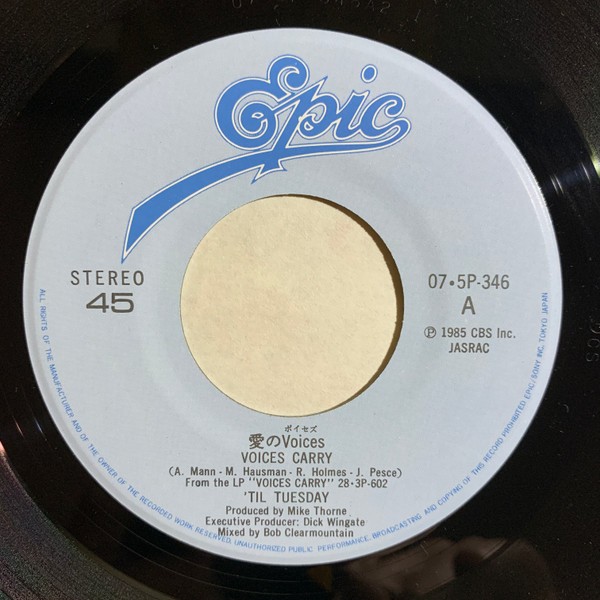 Epic
STEREO
45
07・5P-346
A
℗ 1985 CBS Inc.
JASRAC
ボイセズ
愛のVoices
VOICES CARRY
(A. Mann - M. Hausman - R. Holmes - J. Pesce)
From the LP "VOICES CARRY" 28・3P-602
'TIL TUESDAY
Produced by Mike Thorne
Executive Producer: Dick Wingate
Mixed by Bob Clearmountain
ALL RIGHTS OF THE MANUFACTURER AND OF THE OWNER OF THE RECORDED WORK RESERVED. UNAUTHORIZED PUBLIC PERFORMANCE, BROADCASTING AND COPYING OF THIS RECORD PROHIBITED EPIC/SONY INC. TOKYO JAPAN